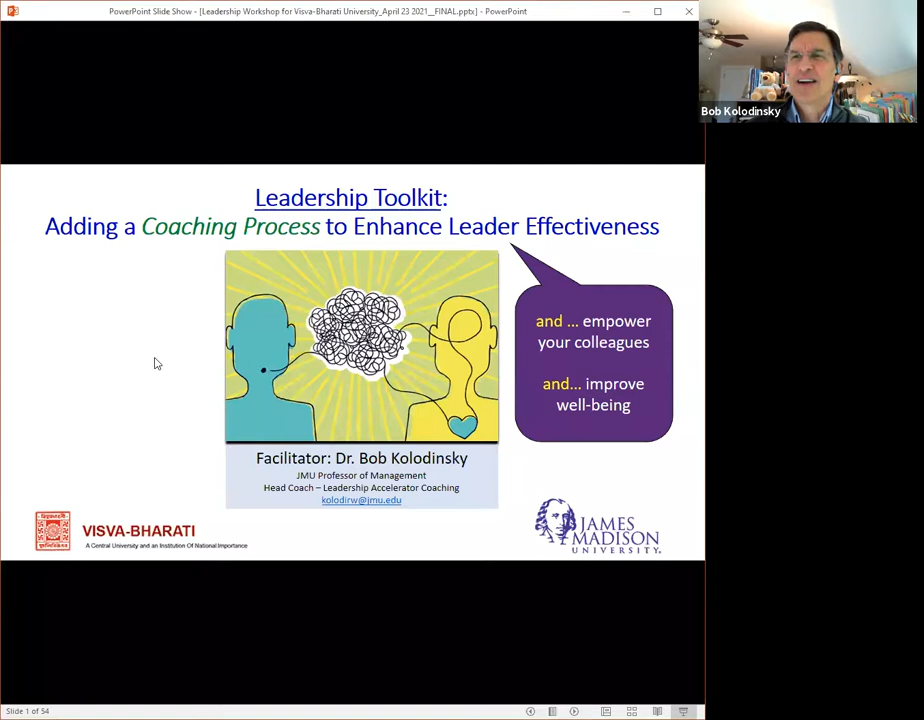 PowerPoint Slide Show - [Leadership Workshop for Visva-Bharati University_April 23 2021__FINAL.pptx] - PowerPoint
Bob Kolodinsky
Leadership Toolkit:
Adding a Coaching Process to Enhance Leader Effectiveness
and ... empower
your colleagues
and... improve
well-being
Facilitator: Dr. Bob Kolodinsky
JMU Professor of Management
Head Coach – Leadership Accelerator Coaching
kolodirw@jmu.edu
VISVA-BHARATI
A Central University and an Institution Of National Importance
JAMES
MADISON
UNIVERSITY.
Slide 1 of 54